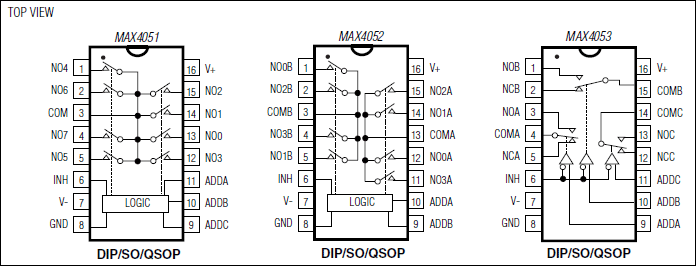 TOP VIEW
MAX4051
NO4 1 16 V+
NO6 2 15 NO2
COM 3 14 NO1
NO7 4 13 NO0
NO5 5 12 NO3
INH 6 11 ADDA
V- 7 LOGIC 10 ADDB
GND 8 9 ADDC
DIP/SO/QSOP
MAX4052
NO0B 1 16 V+
NO2B 2 15 NO2A
COMB 3 14 NO1A
NO3B 4 13 COMA
NO1B 5 12 NO0A
INH 6 11 NO3A
V- 7 LOGIC 10 ADDA
GND 8 9 ADDB
DIP/SO/QSOP
MAX4053
NOB 1 16 V+
NCB 2 15 COMB
NOA 3 14 COMC
COMA 4 13 NOC
NCA 5 12 NCC
INH 6 11 ADDC
V- 7 10 ADDB
GND 8 9 ADDA
DIP/SO/QSOP